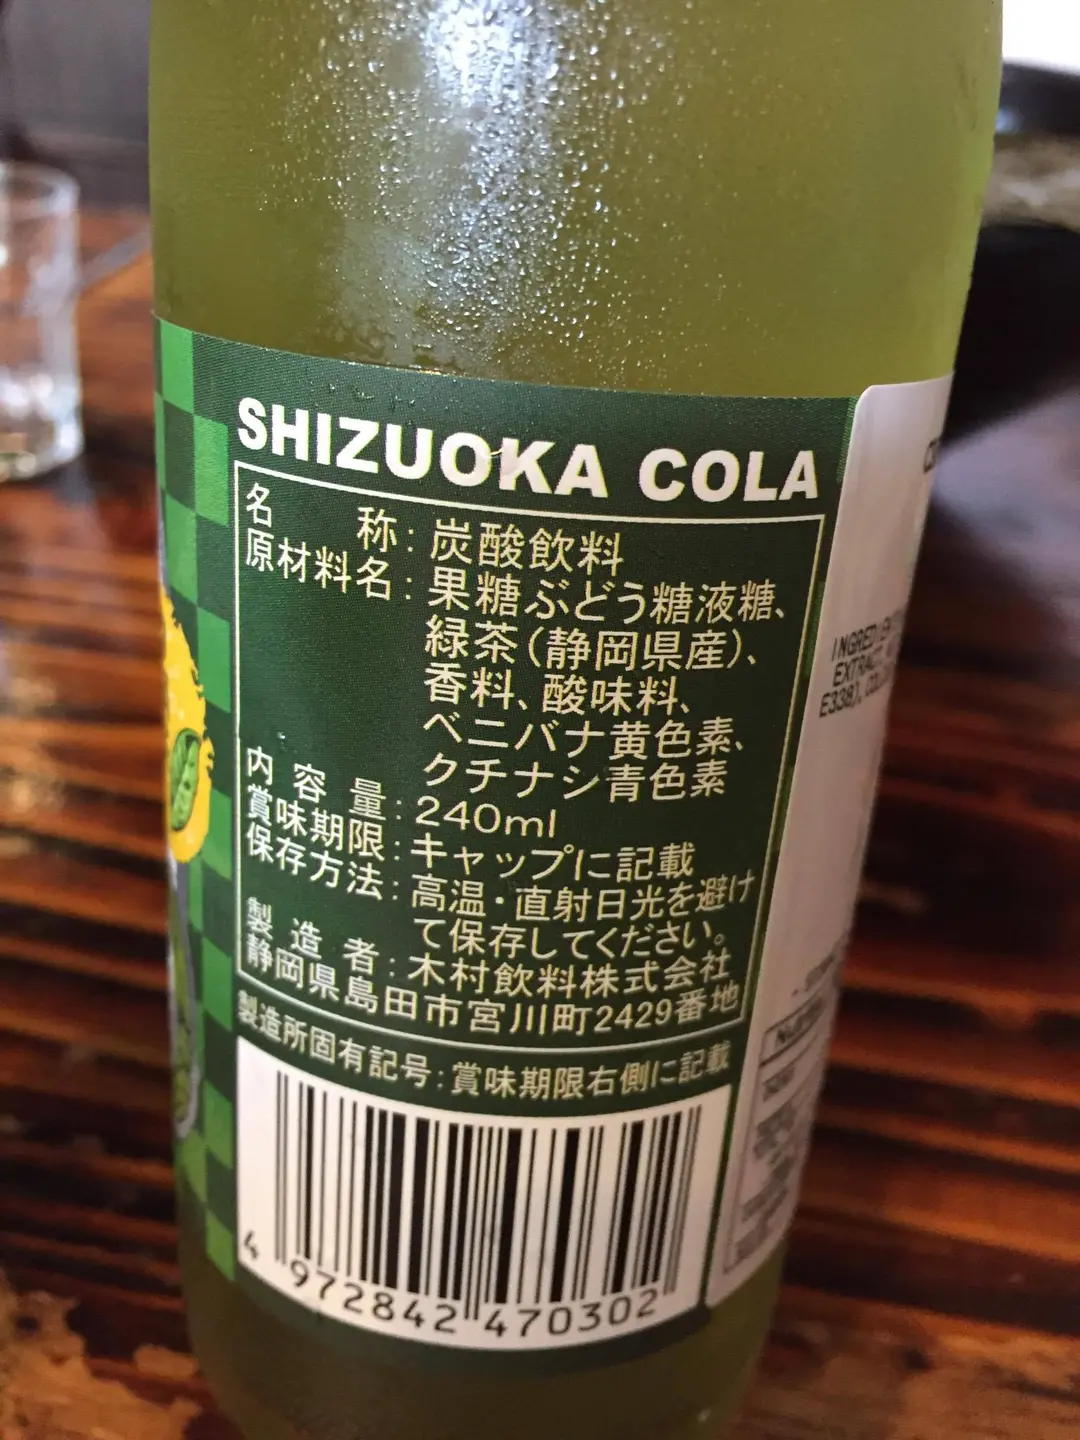 SHIZUOKA COLA
名　　称：炭酸飲料
原材料名：果糖ぶどう糖液糖、
緑茶（静岡県産）、
香料、酸味料、
ベニバナ黄色素、
クチナシ青色素
内容量：240ml
賞味期限：キャップに記載
保存方法：高温・直射日光を避け
て保存してください。
製造者：木村飲料株式会社
静岡県島田市宮川町2429番地
製造所固有記号：賞味期限右側に記載
4 972842 470302
EXTRACT
E338),